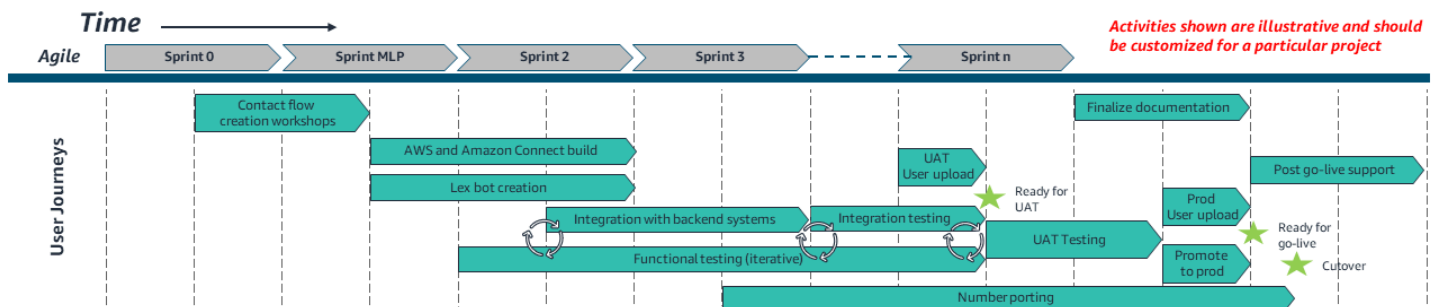 Time
Activities shown are illustrative and should
be customized for a particular project
Agile
Sprint 0
Sprint MLP
Sprint 2
Sprint 3
Sprint n
User Journeys
Contact flow
creation workshops
Finalize documentation
AWS and Amazon Connect build
UAT
User upload
Post go-live support
Lex bot creation
Ready for
UAT
Prod
User upload
Integration with backend systems
Integration testing
UAT Testing
Ready for
go-live
Functional testing (iterative)
Promote
to prod
Cutover
Number porting